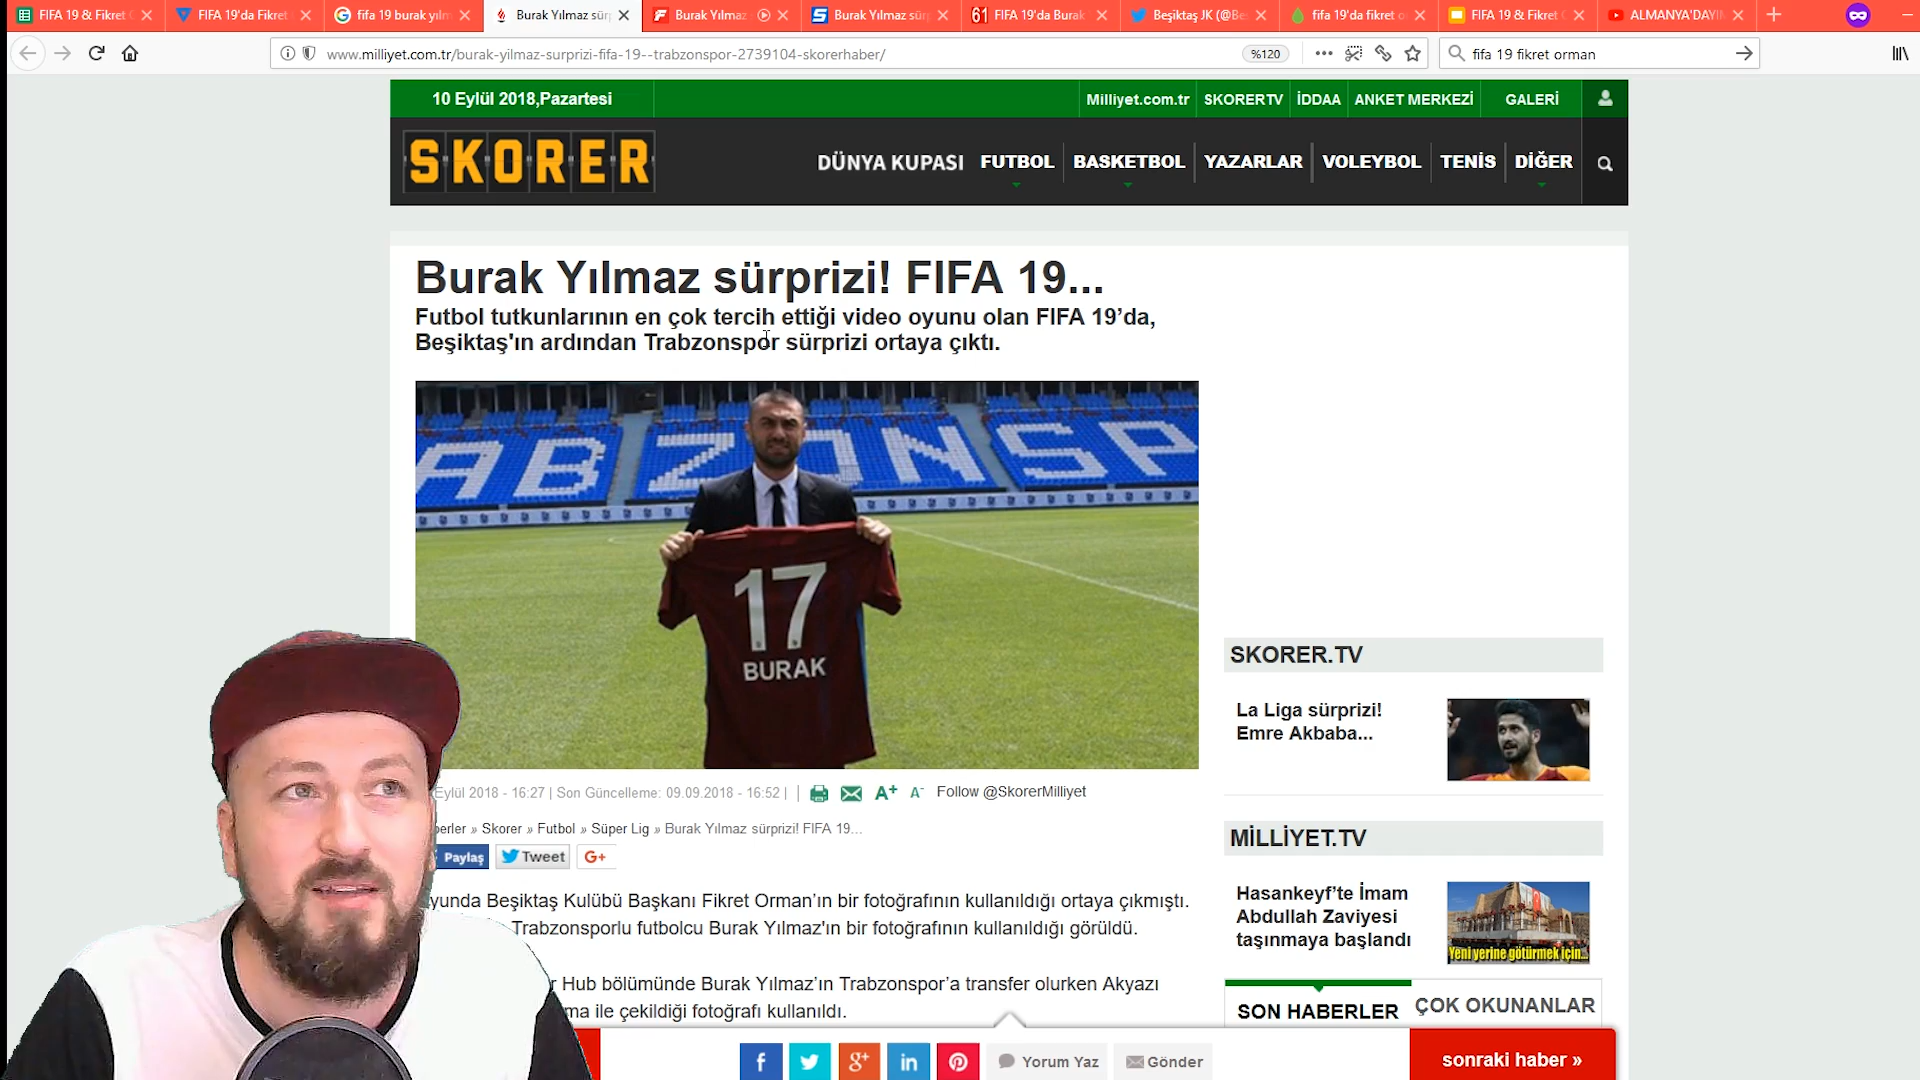 FIFA 19 & Fikret
FIFA 19'da Fikret
fifa 19 burak yılm
Burak Yılmaz sür
Burak Yılmaz
Burak Yılmaz sür
FIFA 19'da Burak
Beşiktaş JK (@Be
fifa 19'da fikret o
FIFA 19 & Fikret
ALMANYA'DAYI
www.milliyet.com.tr/burak-yilmaz-surprizi-fifa-19--trabzonspor-2739104-skorerhaber/
%120
fifa 19 fikret orman
10 Eylül 2018,Pazartesi
Milliyet.com.tr
SKORERTV
İDDAA
ANKET MERKEZİ
GALERİ
SKORER
DÜNYA KUPASI
FUTBOL
BASKETBOL
YAZARLAR
VOLEYBOL
TENIS
DİĞER
Burak Yılmaz sürprizi! FIFA 19...
Futbol tutkunlarının en çok tercih ettiği video oyunu olan FIFA 19’da,
Beşiktaş'ın ardından Trabzonspor sürprizi ortaya çıktı.
ABZONSP
17
BURAK
Eylül 2018 - 16:27 | Son Güncelleme: 09.09.2018 - 16:52 |
A+
A-
Follow @SkorerMilliyet
» Skorer » Futbol » Süper Lig » Burak Yılmaz sürprizi! FIFA 19...
Paylaş
Tweet
G+
Beşiktaş Kulübü Başkanı Fikret Orman’ın bir fotoğrafının kullanıldığı ortaya çıkmıştı.
Trabzonsporlu futbolcu Burak Yılmaz'ın bir fotoğrafının kullanıldığı görüldü.
Hub bölümünde Burak Yılmaz’ın Trabzonspor’a transfer olurken Akyazı
ile çekildiği fotoğrafı kullanıldı.
SKORER.TV
La Liga sürprizi!
Emre Akbaba...
MİLLİYET.TV
Hasankeyf’te İmam
Abdullah Zaviyesi
taşınmaya başlandı
Yeni yerine götürmek için...
SON HABERLER
ÇOK OKUNANLAR
Yorum Yaz
Gönder
sonraki haber »